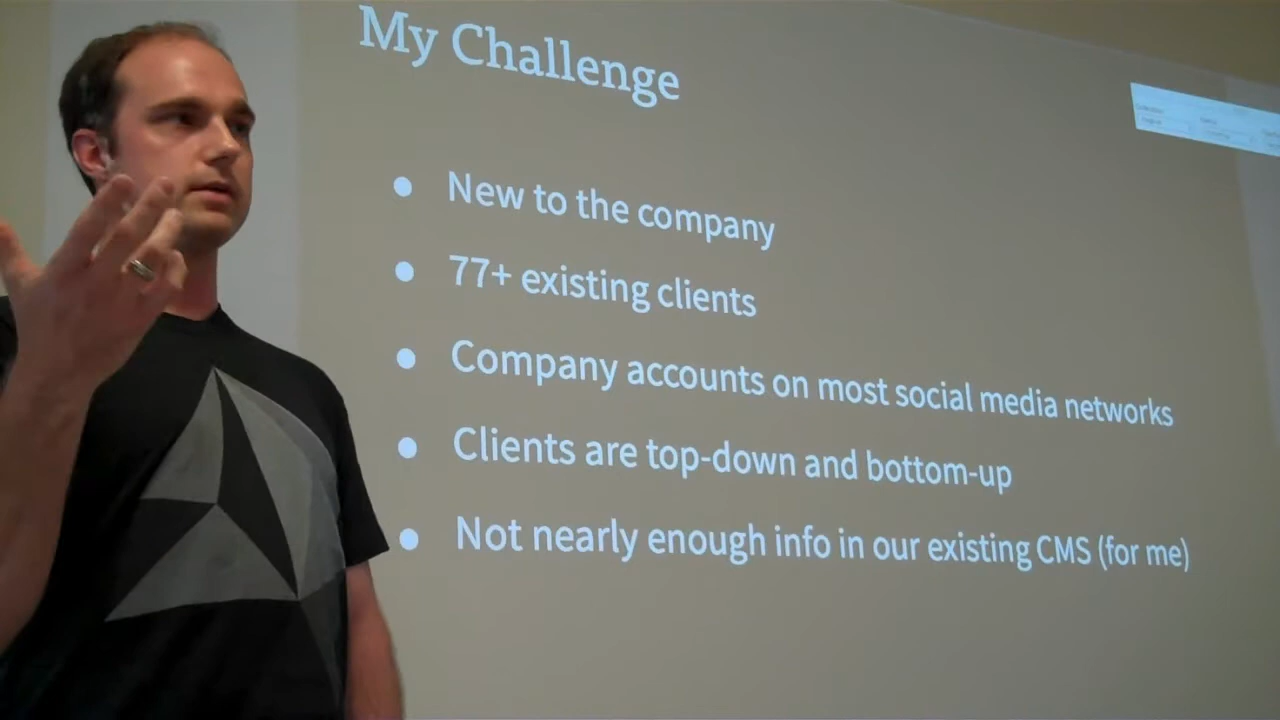 My Challenge
● New to the company
● 77+ existing clients
● Company accounts on most social media networks
● Clients are top-down and bottom-up
● Not nearly enough info in our existing CMS (for me)